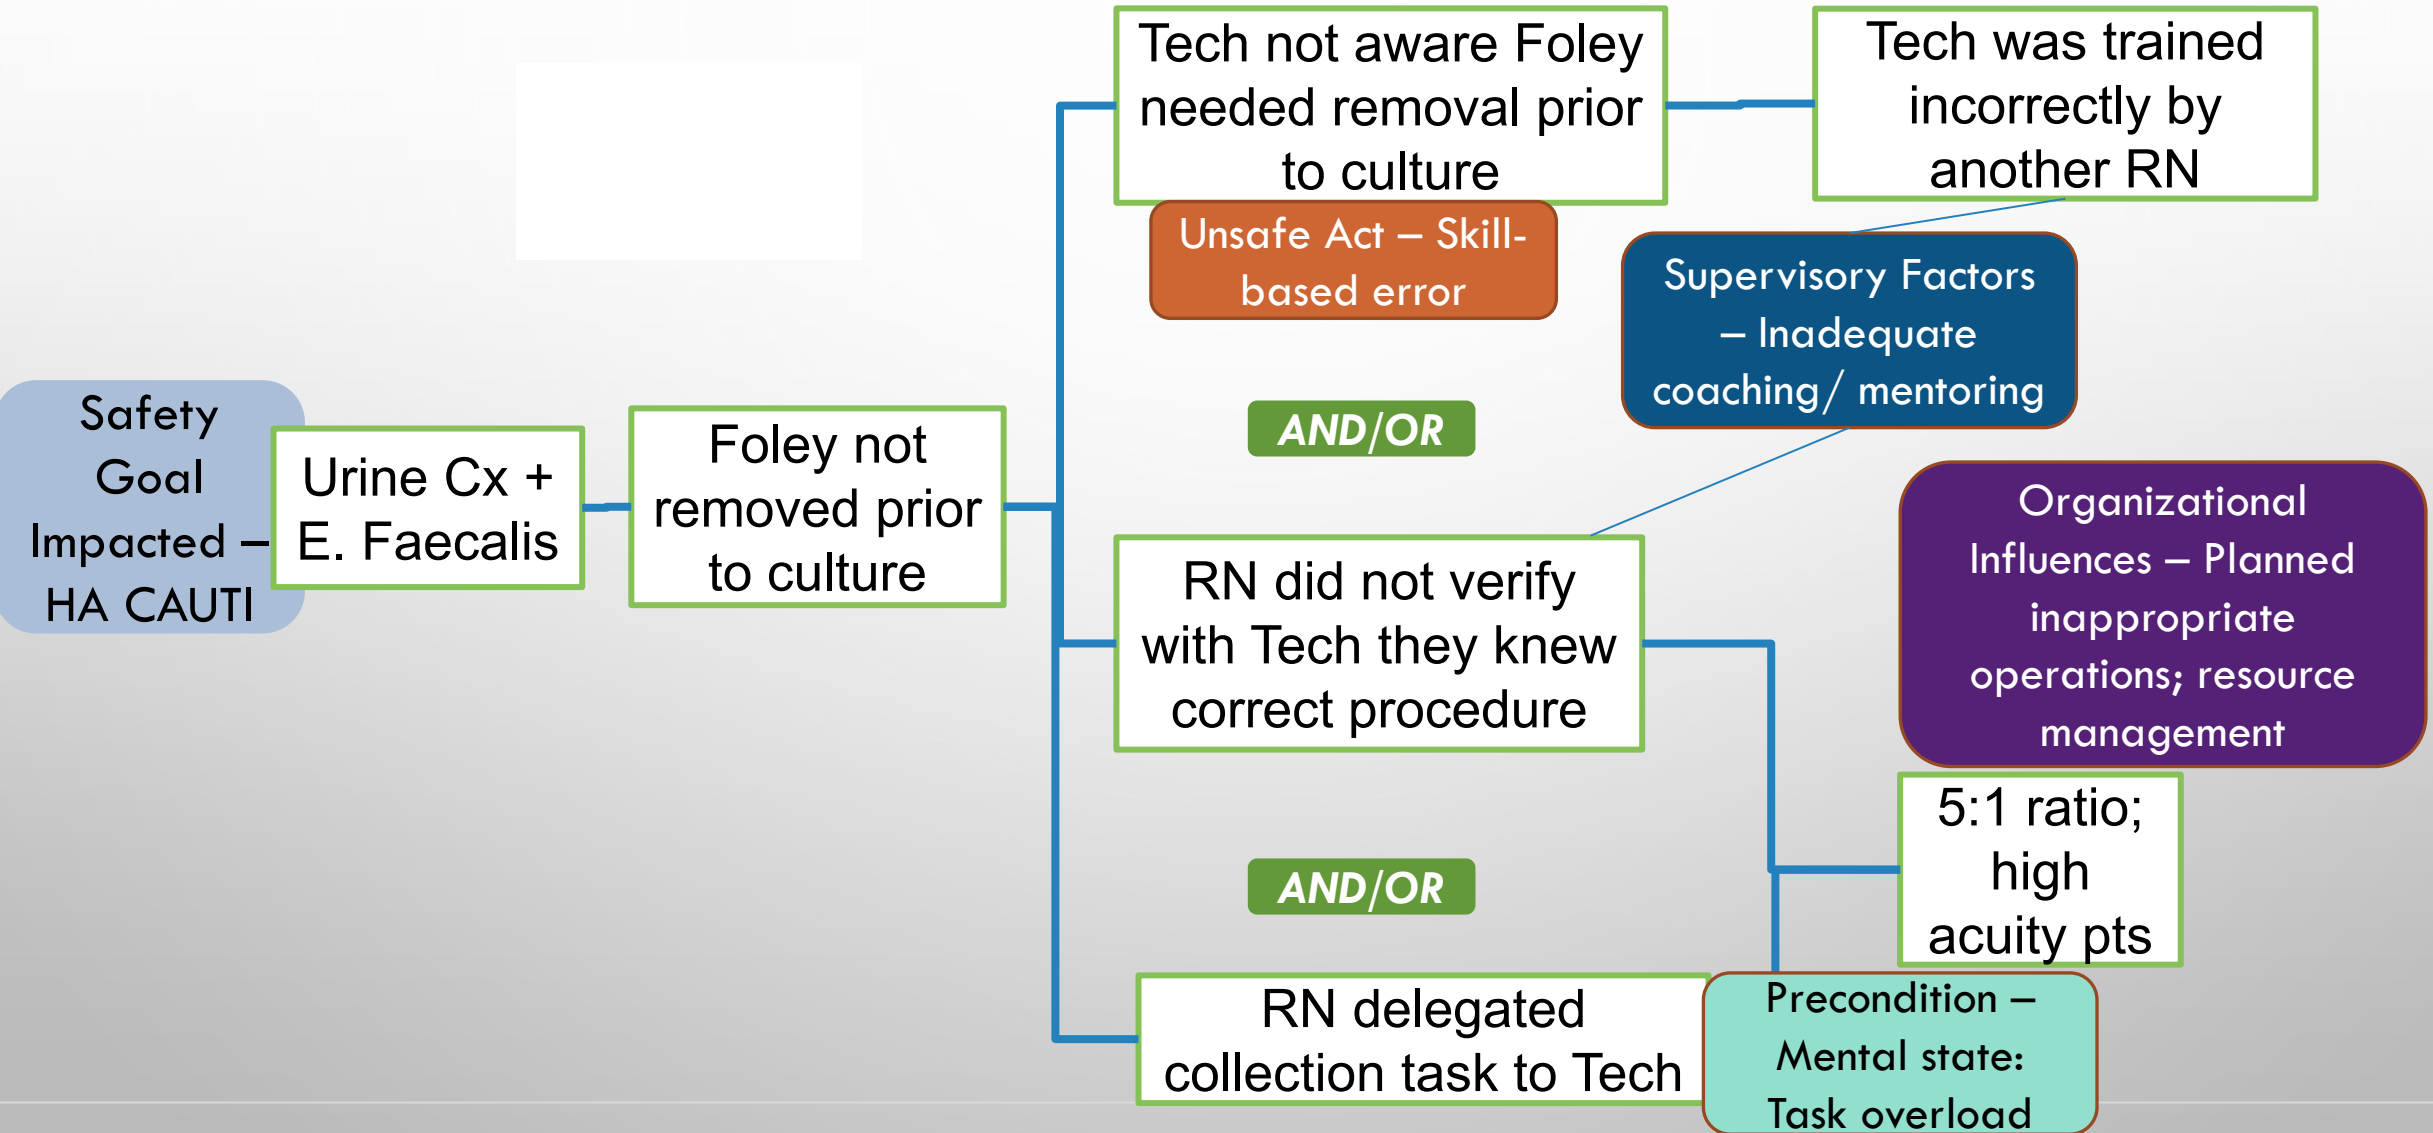 Safety
Goal
Impacted –
HA CAUTI
Urine Cx +
E. Faecalis
Foley not
removed prior
to culture
Tech not aware Foley
needed removal prior
to culture
Unsafe Act – Skill-
based error
Tech was trained
incorrectly by
another RN
Supervisory Factors
– Inadequate
coaching/ mentoring
AND/OR
RN did not verify
with Tech they knew
correct procedure
Organizational
Influences – Planned
inappropriate
operations; resource
management
5:1 ratio;
high
acuity pts
AND/OR
RN delegated
collection task to Tech
Precondition –
Mental state:
Task overload